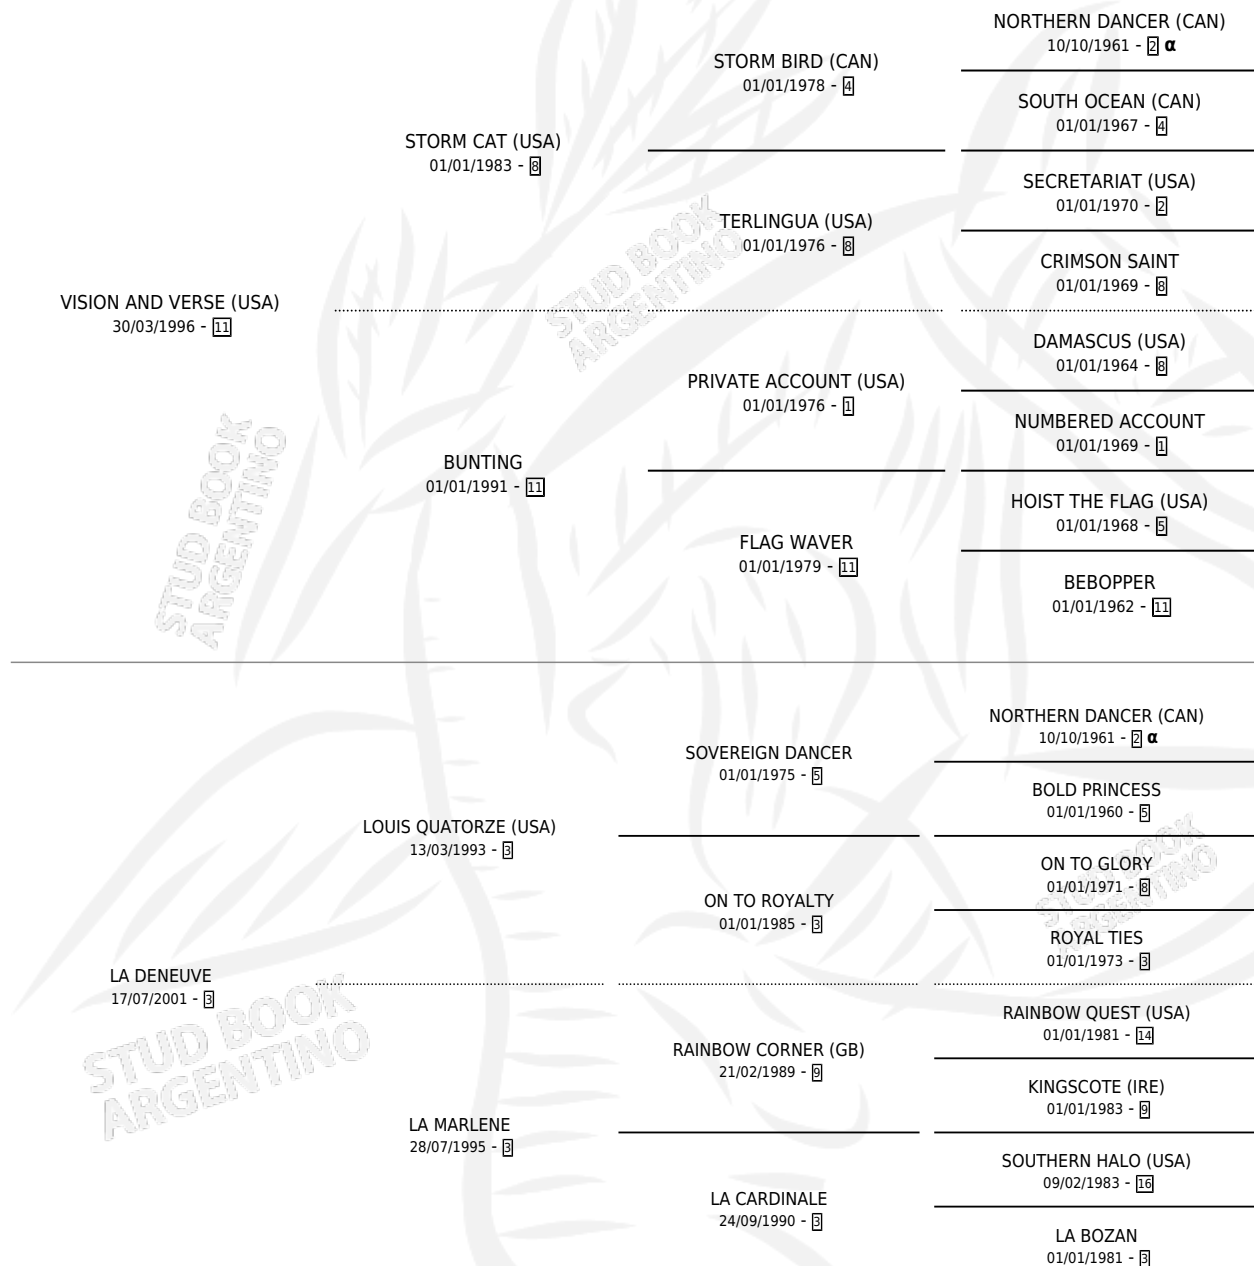 NORTHERN DANCER (CAN)
10/10/1961 - 2 α
STORM BIRD (CAN)
01/01/1978 - 4
SOUTH OCEAN (CAN)
01/01/1967 - 4
STORM CAT (USA)
01/01/1983 - 8
SECRETARIAT (USA)
01/01/1970 - 2
TERLINGUA (USA)
01/01/1976 - 8
CRIMSON SAINT
01/01/1969 - 8
VISION AND VERSE (USA)
30/03/1996 - 11
DAMASCUS (USA)
01/01/1964 - 8
PRIVATE ACCOUNT (USA)
01/01/1976 - 1
NUMBERED ACCOUNT
01/01/1969 - 1
BUNTING
01/01/1991 - 11
HOIST THE FLAG (USA)
01/01/1968 - 5
FLAG WAVER
01/01/1979 - 11
BEBOPPER
01/01/1962 - 11
NORTHERN DANCER (CAN)
10/10/1961 - 2 α
SOVEREIGN DANCER
01/01/1975 - 5
BOLD PRINCESS
01/01/1960 - 5
LOUIS QUATORZE (USA)
13/03/1993 - 3
ON TO GLORY
01/01/1971 - 8
ON TO ROYALTY
01/01/1985 - 3
ROYAL TIES
01/01/1973 - 3
LA DENEUVE
17/07/2001 - 3
RAINBOW QUEST (USA)
01/01/1981 - 14
RAINBOW CORNER (GB)
21/02/1989 - 9
KINGSCOTE (IRE)
01/01/1983 - 9
LA MARLENE
28/07/1995 - 3
SOUTHERN HALO (USA)
09/02/1983 - 16
LA CARDINALE
24/09/1990 - 3
LA BOZAN
01/01/1981 - 3
STUD BOOK
ARGENTINO
STUD BOOK
ARGENTINO
STUD BOOK
ARGENTINO
STUD BOOK
ARGENTINO